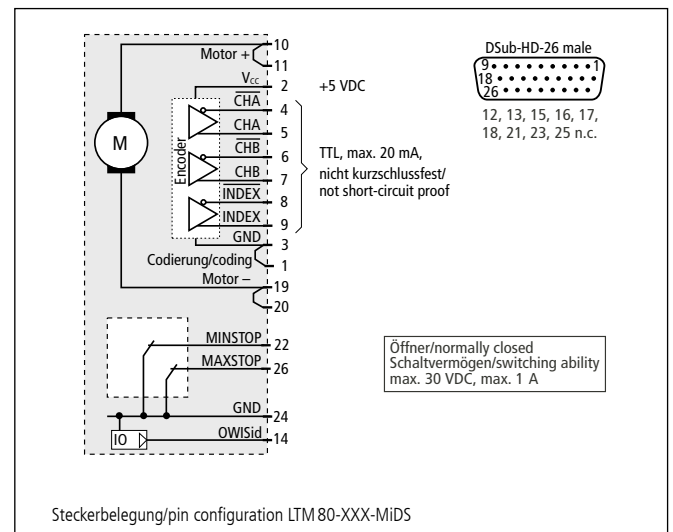 Motor +
10
11
V_CC
2
+5 VDC
CHA
4
CHA
5
CHB
6
CHB
7
INDEX
8
INDEX
9
GND
3
Codierung/coding
1
Motor –
19
20
M
Encoder
TTL, max. 20 mA,
nicht kurzschlussfest/
not short-circuit proof
DSub-HD-26 male
9
1
18
26
12, 13, 15, 16, 17,
18, 21, 23, 25 n.c.
MINSTOP
22
MAXSTOP
26
GND
24
IO
OWISid
14
Öffner/normally closed
Schaltvermögen/switching ability
max. 30 VDC, max. 1 A
Steckerbelegung/pin configuration LTM 80-XXX-MiDS